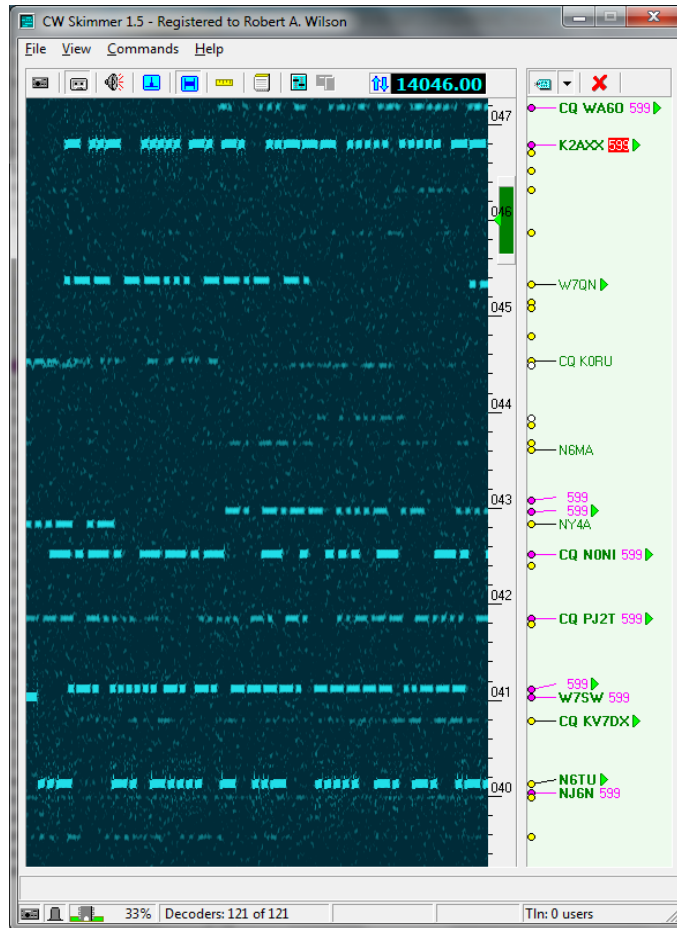 CW Skimmer 1.5 - Registered to Robert A. Wilson
File View Commands Help
14046.00
047
CQ WA6O 599
K2AXX 599
046
W7QN
045
CQ K0RU
044
N6MA
043
599
599
NY4A
CQ N0NI 599
042
CQ PJ2T 599
599
041
W7SW 599
CQ KV7DX
N6TU
040
NJ6N 599
33% Decoders: 121 of 121
Tln: 0 users